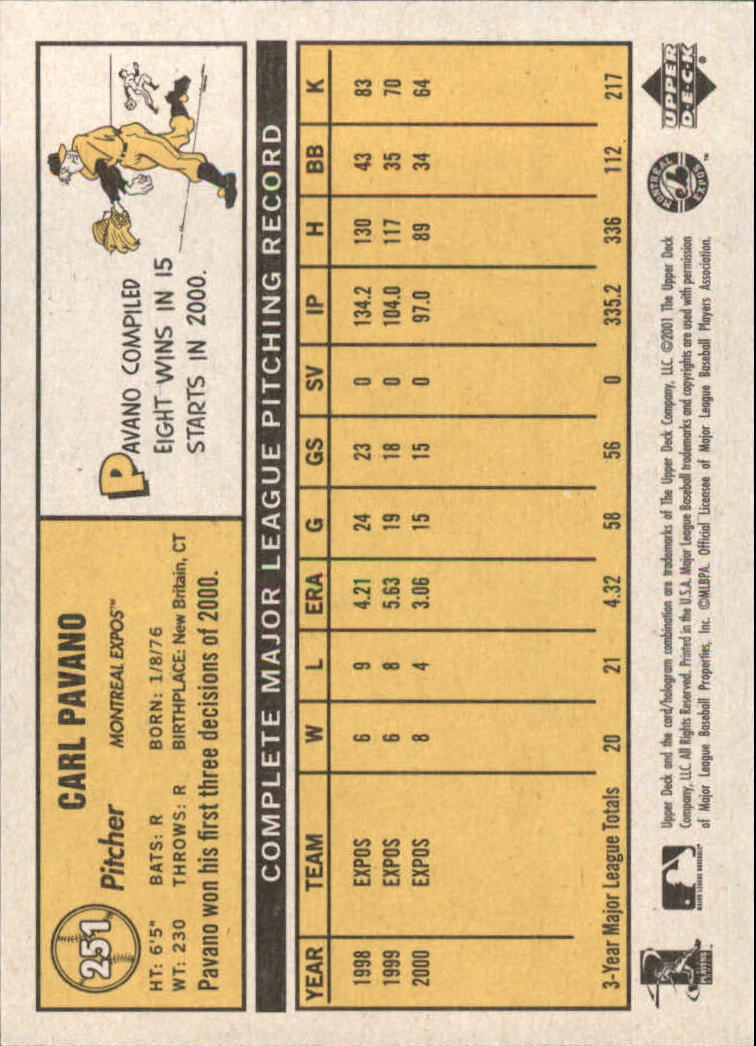 251
CARL PAVANO
Pitcher MONTREAL EXPOS™
HT: 6'5" BATS: R BORN: 1/8/76
WT: 230 THROWS: R BIRTHPLACE: New Britain, CT
Pavano won his first three decisions of 2000.
PAVANO COMPILED
EIGHT WINS IN 15
STARTS IN 2000.
COMPLETE MAJOR LEAGUE PITCHING RECORD
YEAR TEAM W L ERA G GS SV IP H BB K
1998 EXPOS 6 9 4.21 24 23 0 134.2 130 43 83
1999 EXPOS 6 8 5.63 19 18 0 104.0 117 35 70
2000 EXPOS 8 4 3.06 15 15 0 97.0 89 34 64
3-Year Major League Totals 20 21 4.32 58 56 0 335.2 336 112 217
PLAYERS
MAJOR LEAGUE BASEBALL
Upper Deck and the card/hologram combination are trademarks of The Upper Deck Company, LLC. ©2001 The Upper Deck
Company, LLC. All Rights Reserved. Printed in the U.S.A. Major League Baseball trademarks and copyrights are used with permission
of Major League Baseball Properties, Inc. ©MLBPA. Official Licensee of Major League Baseball Players Association.
MONTREAL EXPOS ™
UPPER
D·E·C·K ®